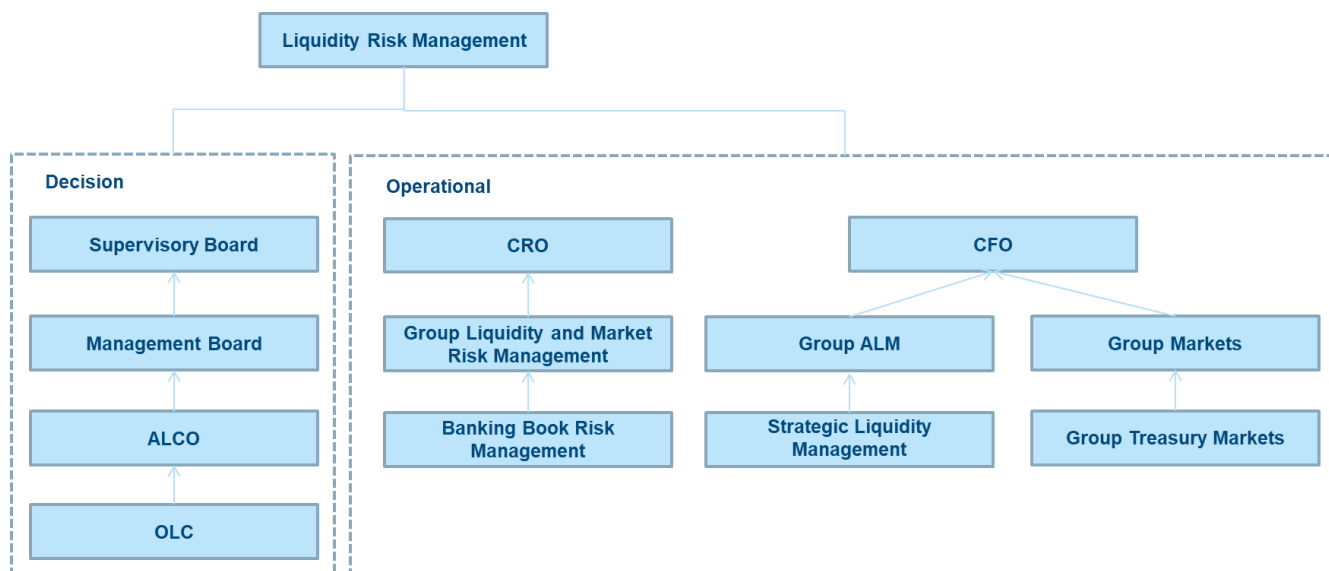 Liquidity Risk Management
Decision
Supervisory Board
Management Board
ALCO
OLC
Operational
CRO
Group Liquidity and Market
Risk Management
Banking Book Risk
Management
CFO
Group ALM
Strategic Liquidity
Management
Group Markets
Group Treasury Markets